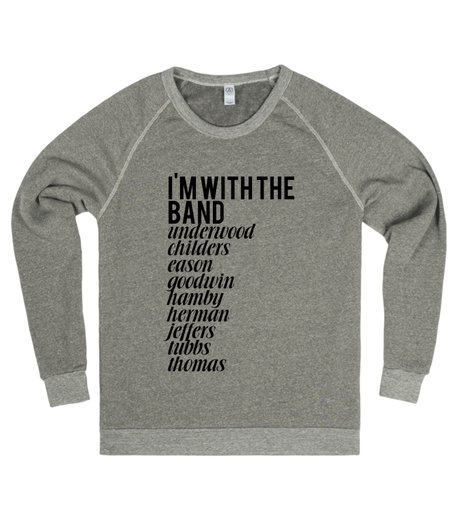 I'M WITH THE
BAND
underwood
childers
eason
goodwin
hamby
herman
jeffers
tubbs
thomas